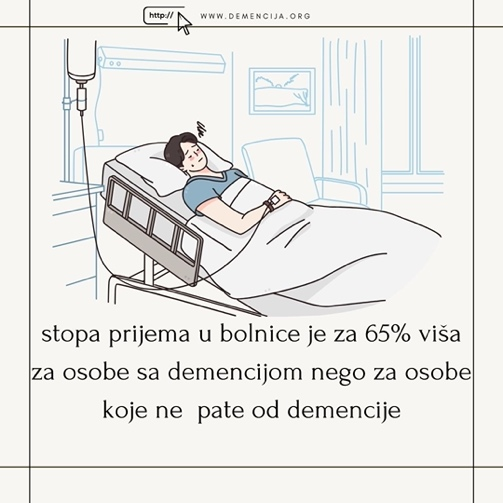 http://
WWW.DEMENCIJA.ORG
stopa prijema u bolnice je za 65% viša
za osobe sa demencijom nego za osobe
koje ne pate od demencije